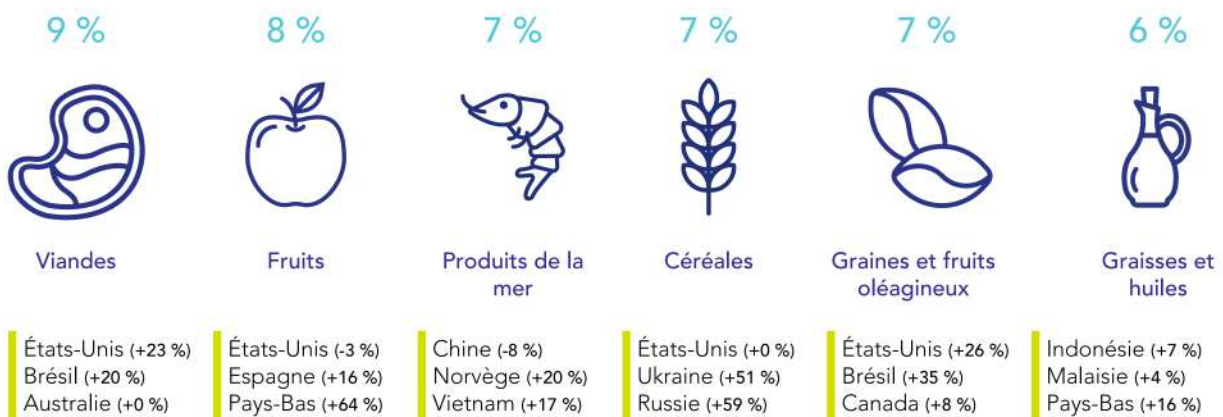 9 %
Viandes
États-Unis (+23 %)
Brésil (+20 %)
Australie (+0 %)
8 %
Fruits
États-Unis (-3 %)
Espagne (+16 %)
Pays-Bas (+64 %)
7 %
Produits de la
mer
Chine (-8 %)
Norvège (+20 %)
Vietnam (+17 %)
7 %
Céréales
États-Unis (+0 %)
Ukraine (+51 %)
Russie (+59 %)
7 %
Graines et fruits
oléagineux
États-Unis (+26 %)
Brésil (+35 %)
Canada (+8 %)
6 %
Graisses et
huiles
Indonésie (+7 %)
Malaisie (+4 %)
Pays-Bas (+16 %)